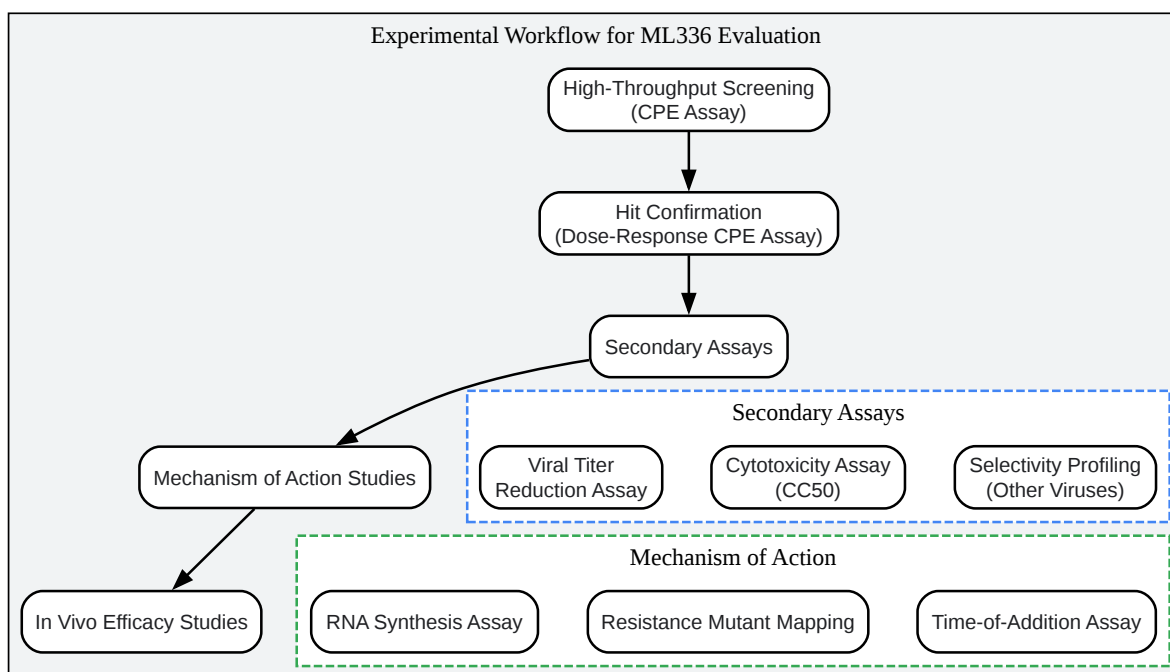 Experimental Workflow for ML336 Evaluation
High-Throughput Screening
(CPE Assay)
Hit Confirmation
(Dose-Response CPE Assay)
Secondary Assays
Secondary Assays
Viral Titer
Reduction Assay
Cytotoxicity Assay
(CC50)
Selectivity Profiling
(Other Viruses)
Mechanism of Action Studies
Mechanism of Action
In Vivo Efficacy Studies
RNA Synthesis Assay
Resistance Mutant Mapping
Time-of-Addition Assay